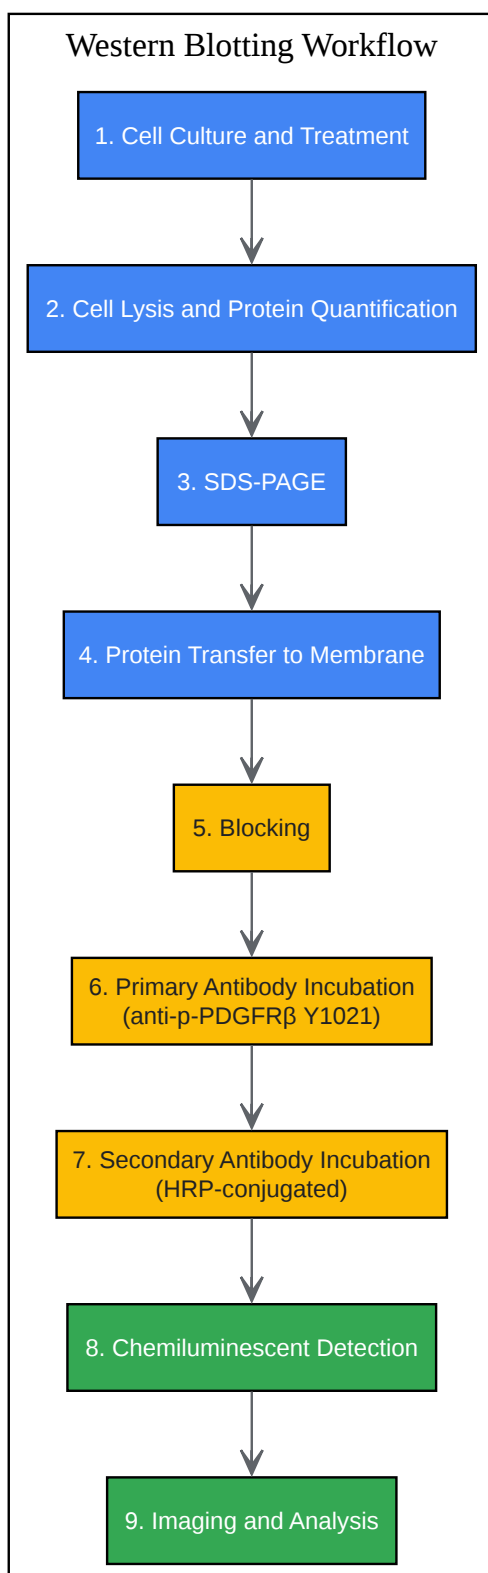 Western Blotting Workflow
1. Cell Culture and Treatment
2. Cell Lysis and Protein Quantification
3. SDS-PAGE
4. Protein Transfer to Membrane
5. Blocking
6. Primary Antibody Incubation
(anti-p-PDGFRβ Y1021)
7. Secondary Antibody Incubation
(HRP-conjugated)
8. Chemiluminescent Detection
9. Imaging and Analysis